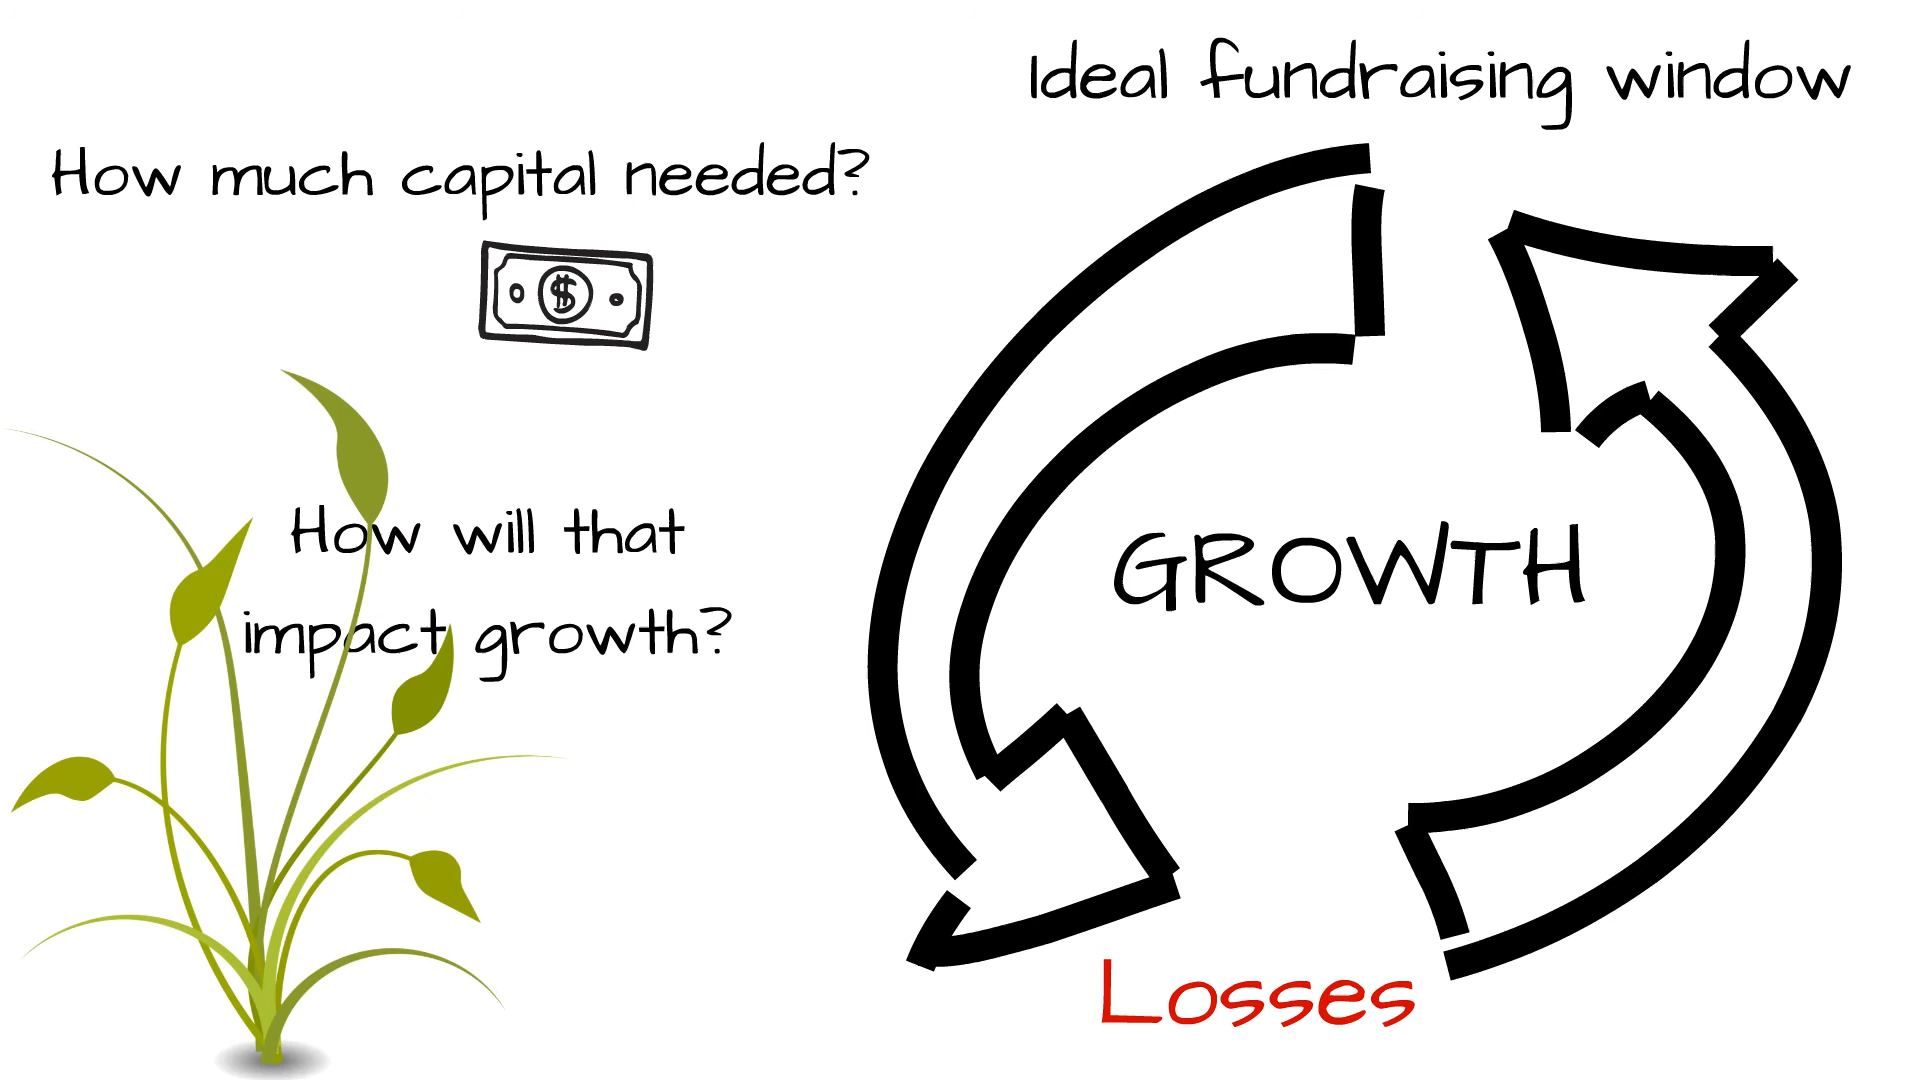 Ideal fundraising window
How much capital needed?
$
How will that
impact growth?
GROWTH
Losses